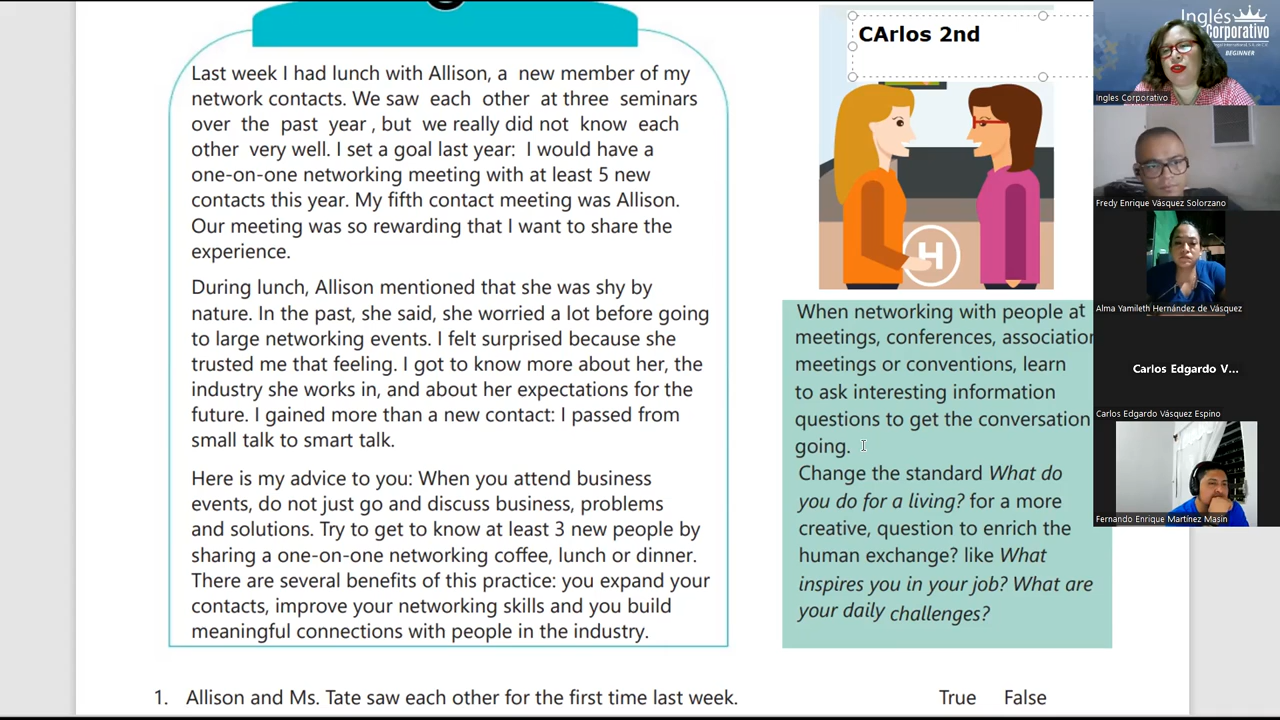 Last week I had lunch with Allison, a new member of my
network contacts. We saw each other at three seminars
over the past year , but we really did not know each
other very well. I set a goal last year: I would have a
one-on-one networking meeting with at least 5 new
contacts this year. My fifth contact meeting was Allison.
Our meeting was so rewarding that I want to share the
experience.
During lunch, Allison mentioned that she was shy by
nature. In the past, she said, she worried a lot before going
to large networking events. I felt surprised because she
trusted me that feeling. I got to know more about her, the
industry she works in, and about her expectations for the
future. I gained more than a new contact: I passed from
small talk to smart talk.
Here is my advice to you: When you attend business
events, do not just go and discuss business, problems
and solutions. Try to get to know at least 3 new people by
sharing a one-on-one networking coffee, lunch or dinner.
There are several benefits of this practice: you expand your
contacts, improve your networking skills and you build
meaningful connections with people in the industry.
1. Allison and Ms. Tate saw each other for the first time last week. True False
CArlos 2nd
H
When networking with people at
meetings, conferences, association
meetings or conventions, learn
to ask interesting information
questions to get the conversation
going.
Change the standard What do
you do for a living? for a more
creative, question to enrich the
human exchange? like What
inspires you in your job? What are
your daily challenges?
Inglés
Corporativo
BEGINNER
Ingles Corporativo
Fredy Enrique Vásquez Solorzano
Alma Yamileth Hernández de Vásquez
Carlos Edgardo V...
Carlos Edgardo Vásquez Espino
Fernando Enrique Martínez Masin